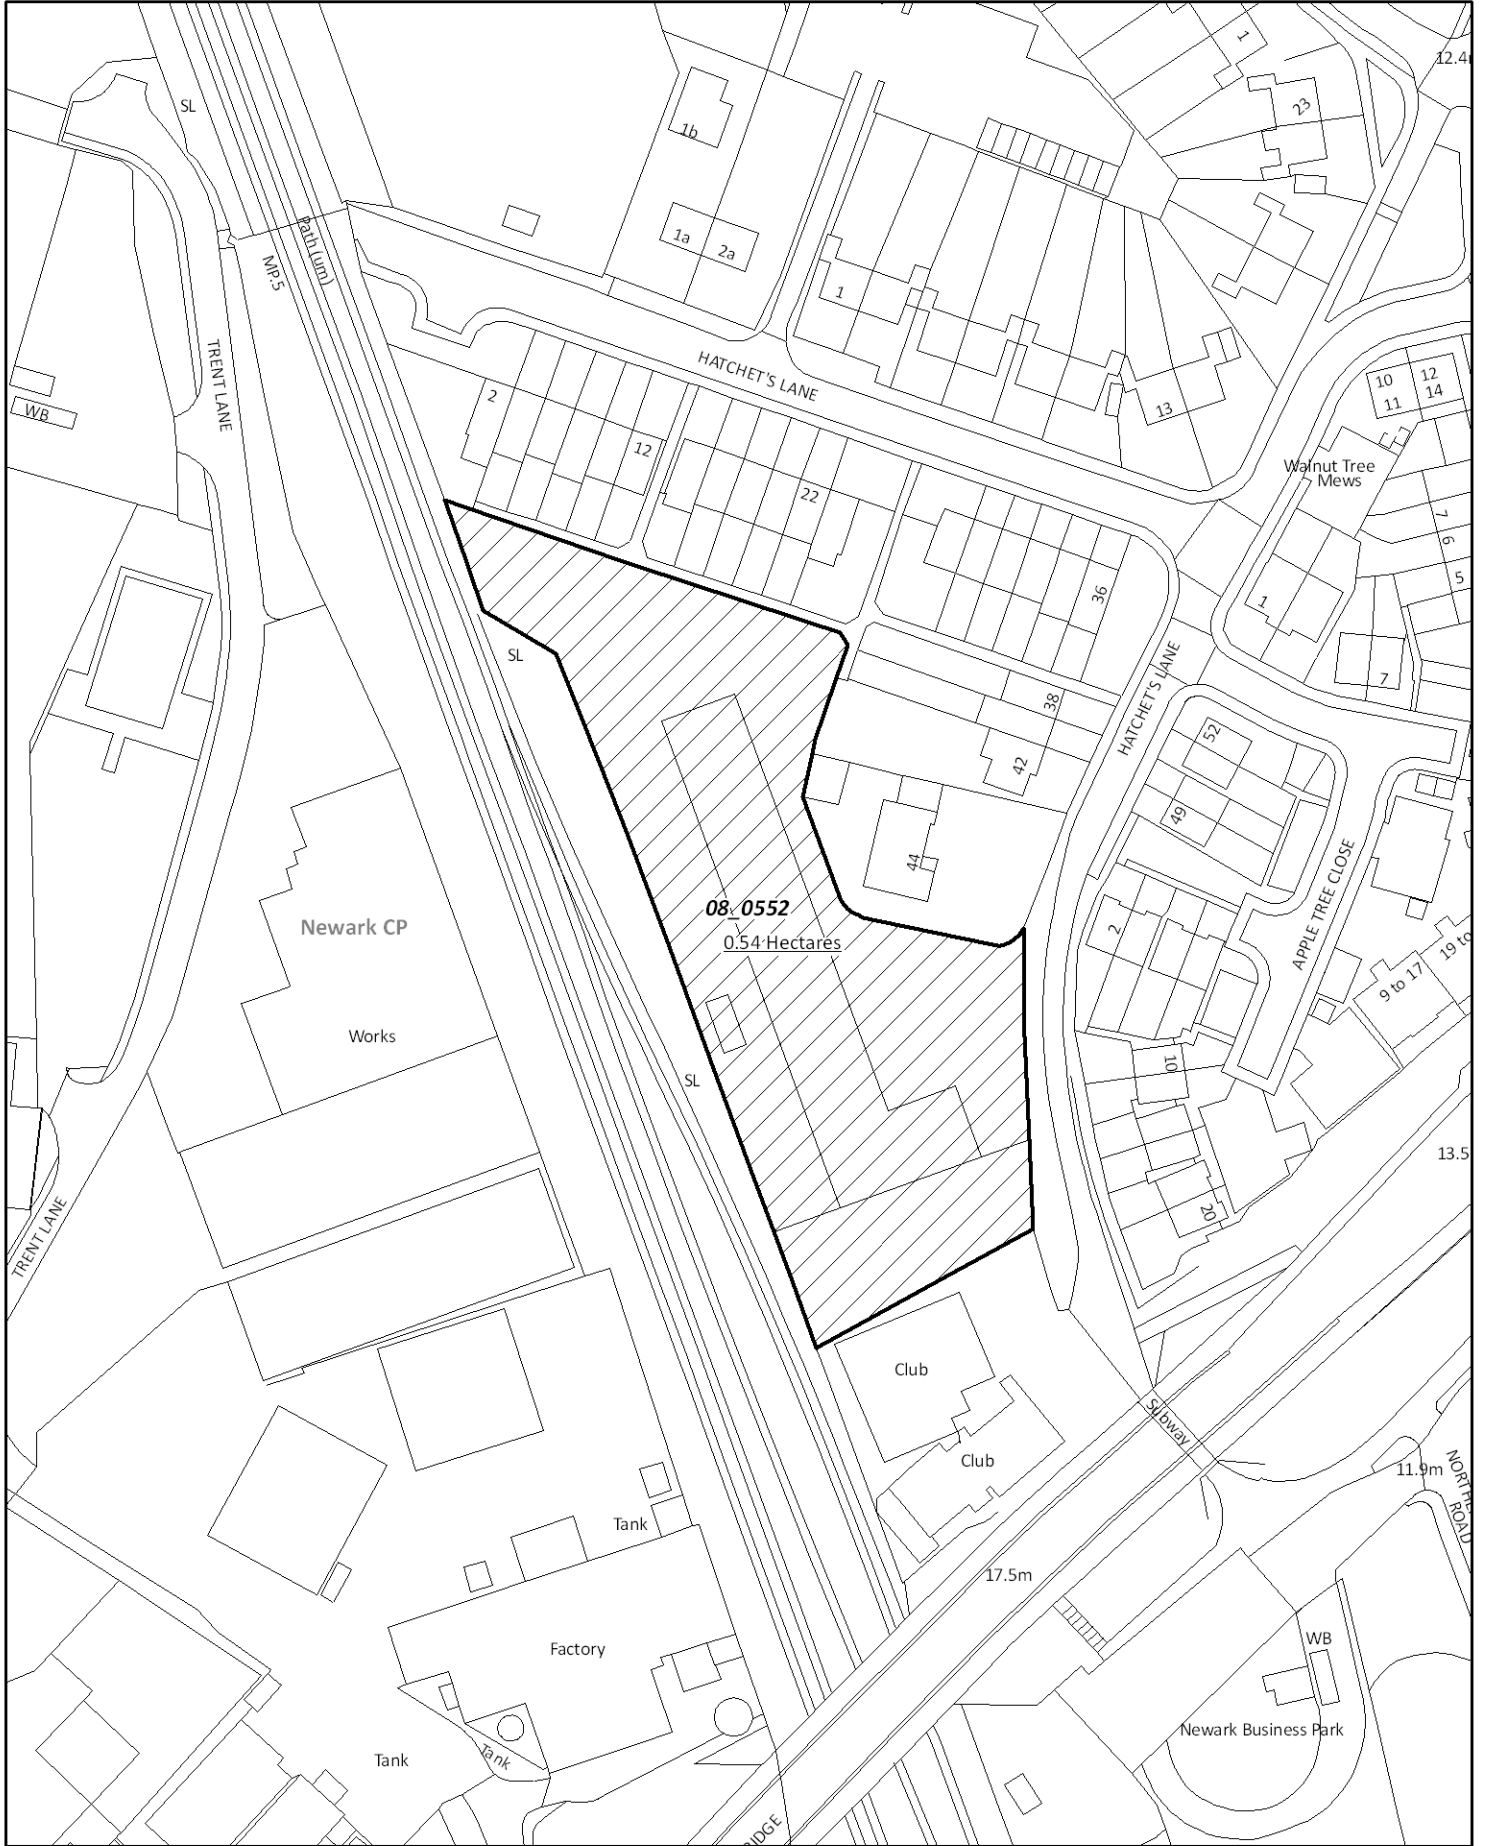 1
12.4
SL
1b
23
1a
2a
Path (um)
MP.5
1
TRENT LANE
HATCHET'S LANE
WB
2
12
13
10
12
11
14
Walnut Tree
Mews
22
7
6
5
36
1
SL
7
38
HATCHET'S LANE
42
52
49
44
APPLE TREE CLOSE
08_0552
0.54 Hectares
Newark CP
2
19 to
9 to 17
Works
10
SL
13.5
TRENT LANE
20
Club
Subway
Club
11.9m
ROAD
Tank
17.5m
Factory
WB
Newark Business Park
Tank
Tank